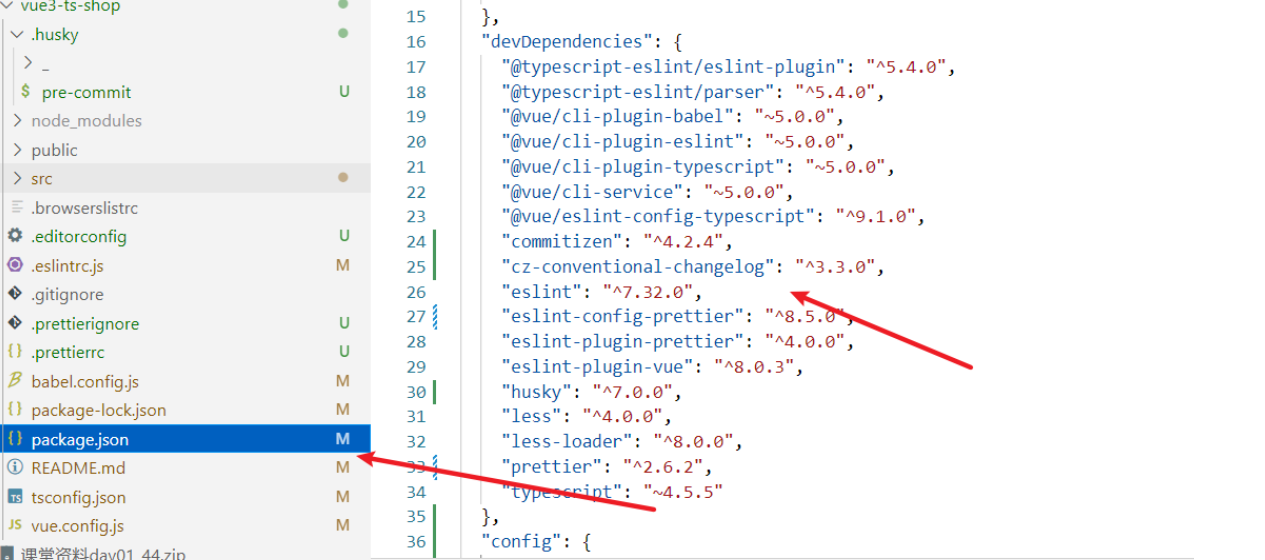 vue3-ts-shop
.husky
_
pre-commit U
node_modules
public
src
.browserslistrc
.editorconfig U
.eslintrc.js M
.gitignore
.prettierignore U
.prettierrc U
babel.config.js M
package-lock.json M
package.json M
README.md M
tsconfig.json M
vue.config.js M
课堂资料day01_44.zip
15 },
16 "devDependencies": {
17 "@typescript-eslint/eslint-plugin": "^5.4.0",
18 "@typescript-eslint/parser": "^5.4.0",
19 "@vue/cli-plugin-babel": "~5.0.0",
20 "@vue/cli-plugin-eslint": "~5.0.0",
21 "@vue/cli-plugin-typescript": "~5.0.0",
22 "@vue/cli-service": "~5.0.0",
23 "@vue/eslint-config-typescript": "^9.1.0",
24 "commitizen": "^4.2.4",
25 "cz-conventional-changelog": "^3.3.0",
26 "eslint": "^7.32.0",
27 "eslint-config-prettier": "^8.5.0",
28 "eslint-plugin-prettier": "^4.0.0",
29 "eslint-plugin-vue": "^8.0.3",
30 "husky": "^7.0.0",
31 "less": "^4.0.0",
32 "less-loader": "^8.0.0",
33 "prettier": "^2.6.2",
34 "typescript": "~4.5.5"
35 },
36 "config": {